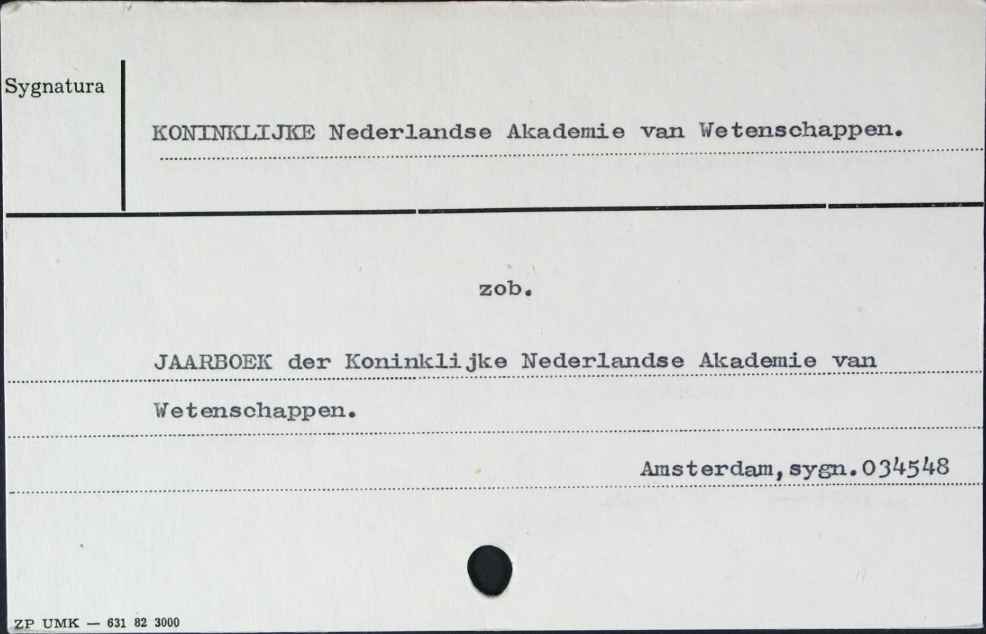 Sygnatura
KONINKLIJKE Nederlandse Akademie van Wetenschappen.
zob.
JAARBOEK der Koninklijke Nederlandse Akademie van
Wetenschappen.
Amsterdam, sygn. 034548
ZP UMK — 631 82 3000